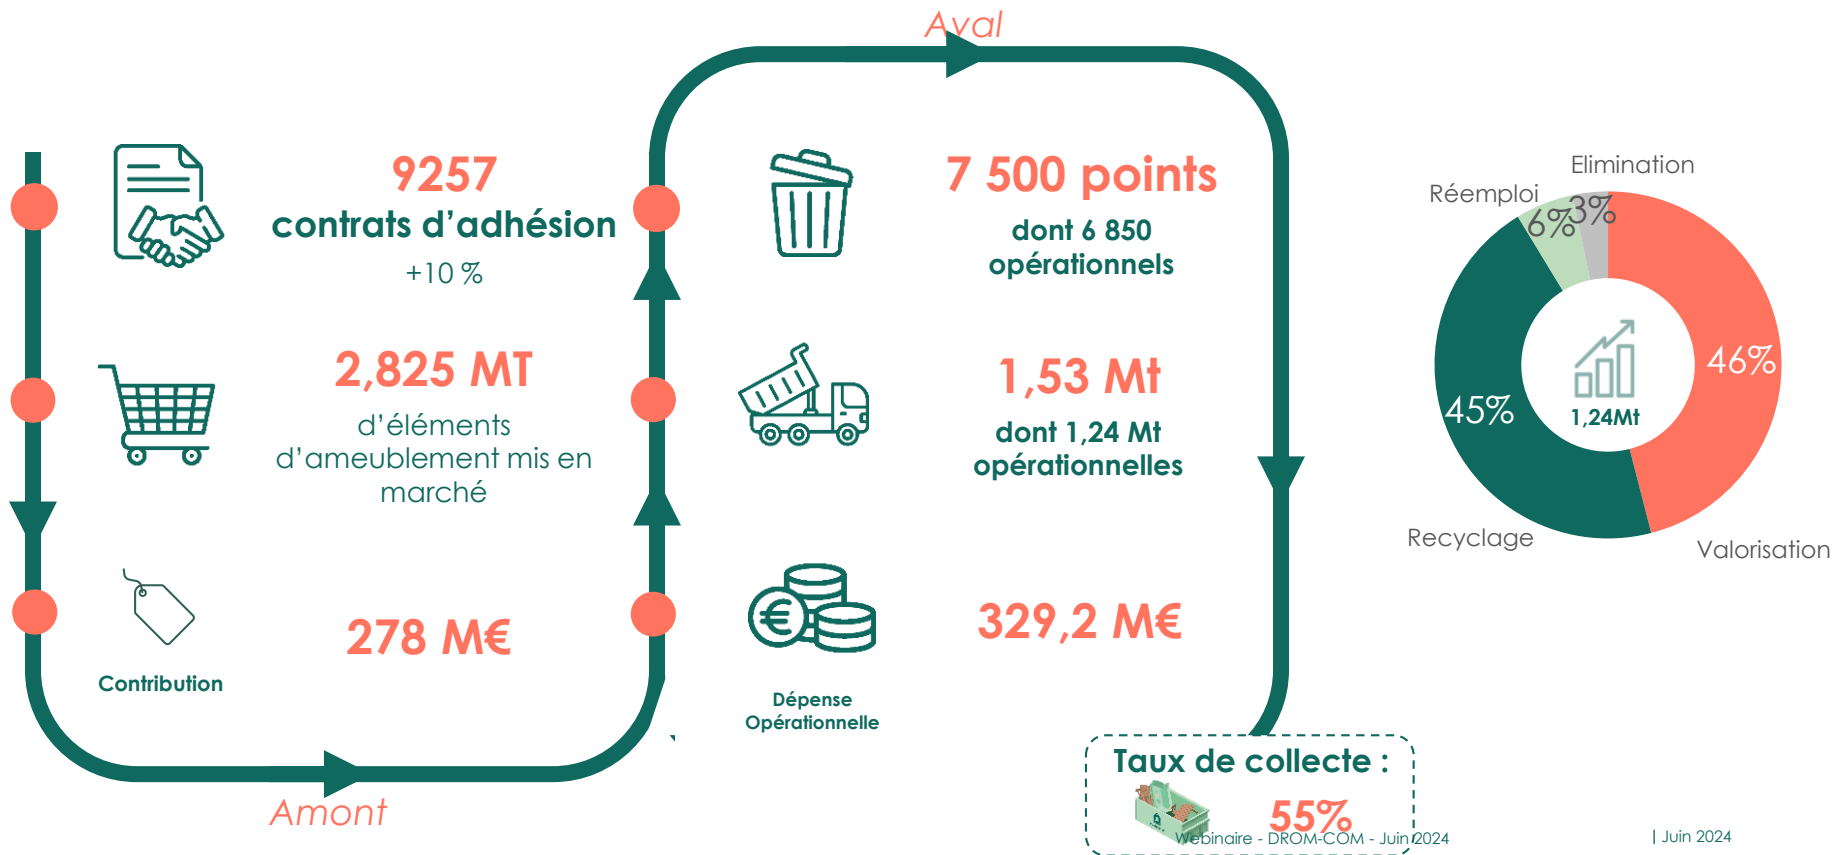 Aval
9257
contrats d’adhésion
+10 %
2,825 MT
d’éléments
d’ameublement mis en
marché
278 M€
Contribution
Amont
7 500 points
dont 6 850
opérationnels
1,53 Mt
dont 1,24 Mt
opérationnelles
329,2 M€
Dépense
Opérationnelle
Taux de collecte :
55%
Elimination
Réemploi
6%
3%
46%
45%
1,24Mt
Recyclage
Valorisation
Webinaire - DROM-COM - Juin 2024
| Juin 2024